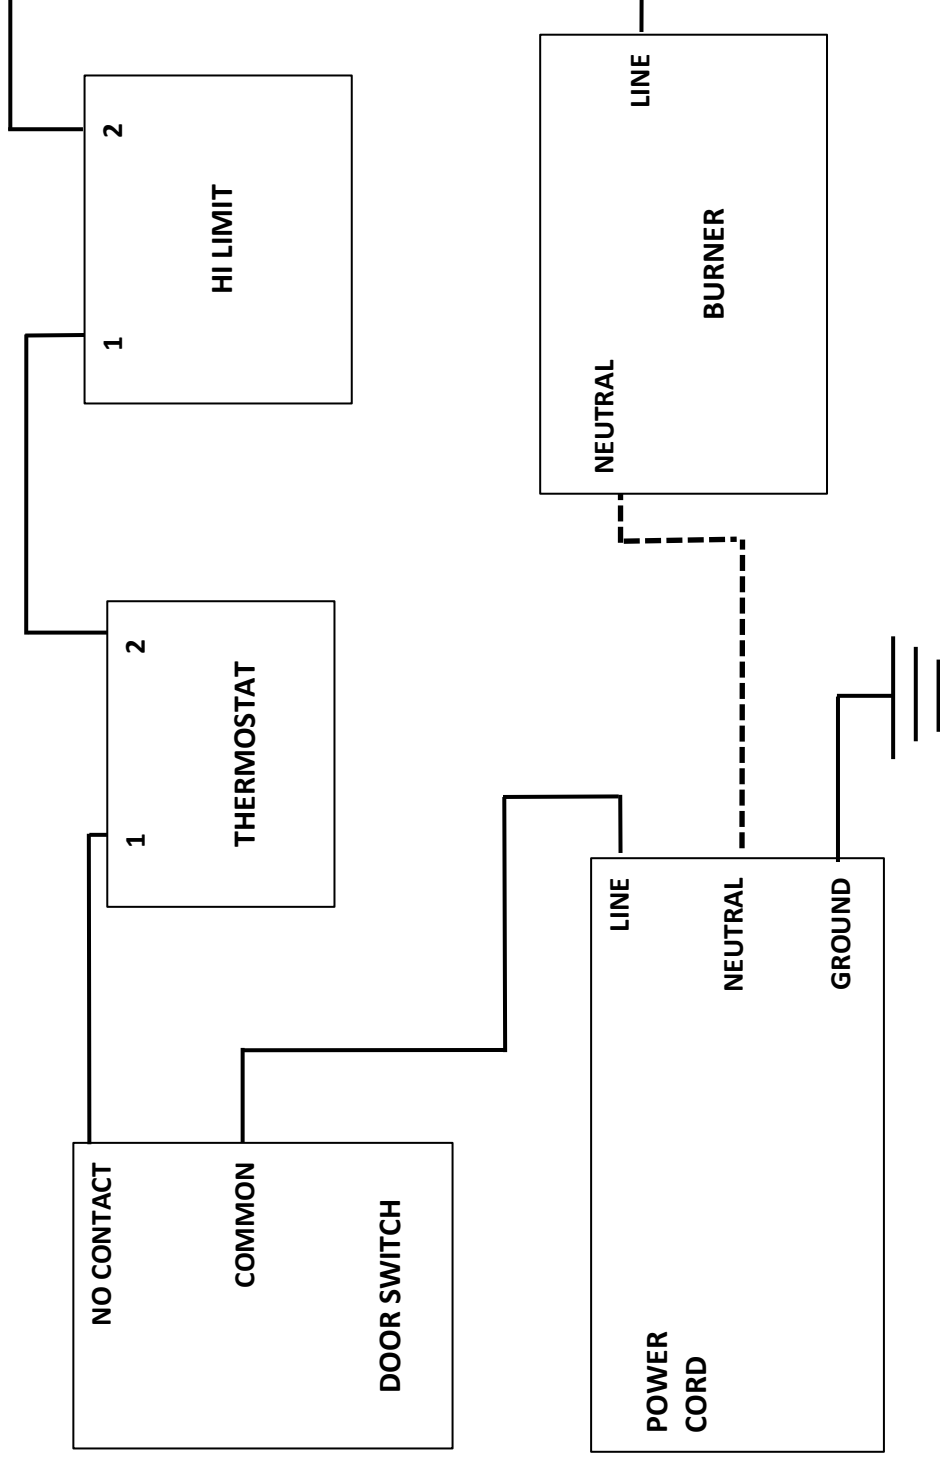 NO CONTACT
COMMON
DOOR SWITCH
1
2
THERMOSTAT
1
2
HI LIMIT
POWER
CORD
LINE
NEUTRAL
GROUND
NEUTRAL
LINE
BURNER